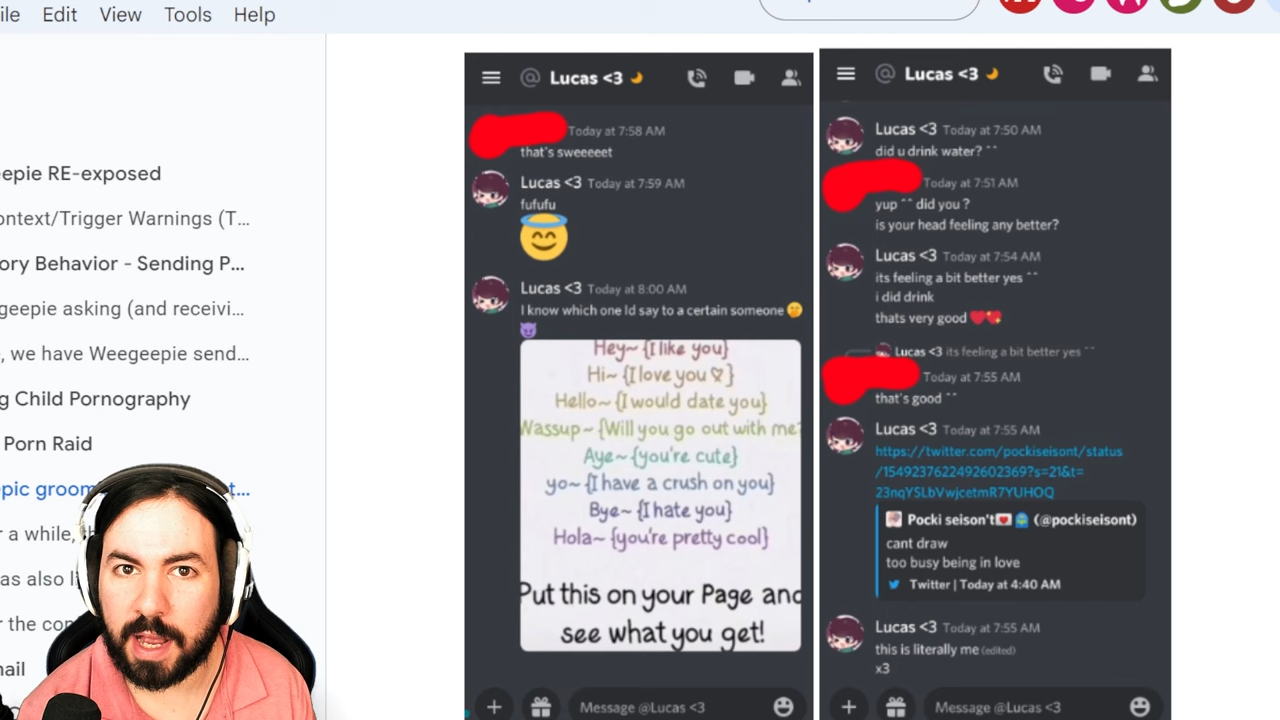 ile Edit View Tools Help
epie RE-exposed
ontext/Trigger Warnings (T...
ory Behavior - Sending P...
geepie asking (and receivi...
, we have Weegeepie send...
g Child Pornography
Porn Raid
epic groom
t...
r a while,
as also l
r the con
mail
@ Lucas <3
Today at 7:58 AM
that's sweeeeet
Lucas <3 Today at 7:59 AM
fufufu
Lucas <3 Today at 8:00 AM
I know which one Id say to a certain someone
Hey~ {I like you}
Hi~ {I love you ♡}
Hello~ {I would date you}
Wassup~ {Will you go out with me?
Aye~ {you're cute}
yo~ {I have a crush on you}
Bye~ {I hate you}
Hola~ {you're pretty cool}
Put this on your Page and
see what you get!
Message @Lucas <3
@ Lucas <3
Lucas <3 Today at 7:50 AM
did u drink water? ^^
Today at 7:51 AM
yup ^^ did you ?
is your head feeling any better?
Lucas <3 Today at 7:54 AM
its feeling a bit better yes ^^
i did drink
thats very good
Lucas <3 its feeling a bit better yes ^^
Today at 7:55 AM
that's good ^^
Lucas <3 Today at 7:55 AM
https://twitter.com/pockiseisont/status
/1549237622492602369?s=21&t=
23nqYSLbVwjcetmR7YUHOQ
Pocki seison't (@pockiseisont)
cant draw
too busy being in love
Twitter | Today at 4:40 AM
Lucas <3 Today at 7:55 AM
this is literally me (edited)
x3
Message @Lucas <3